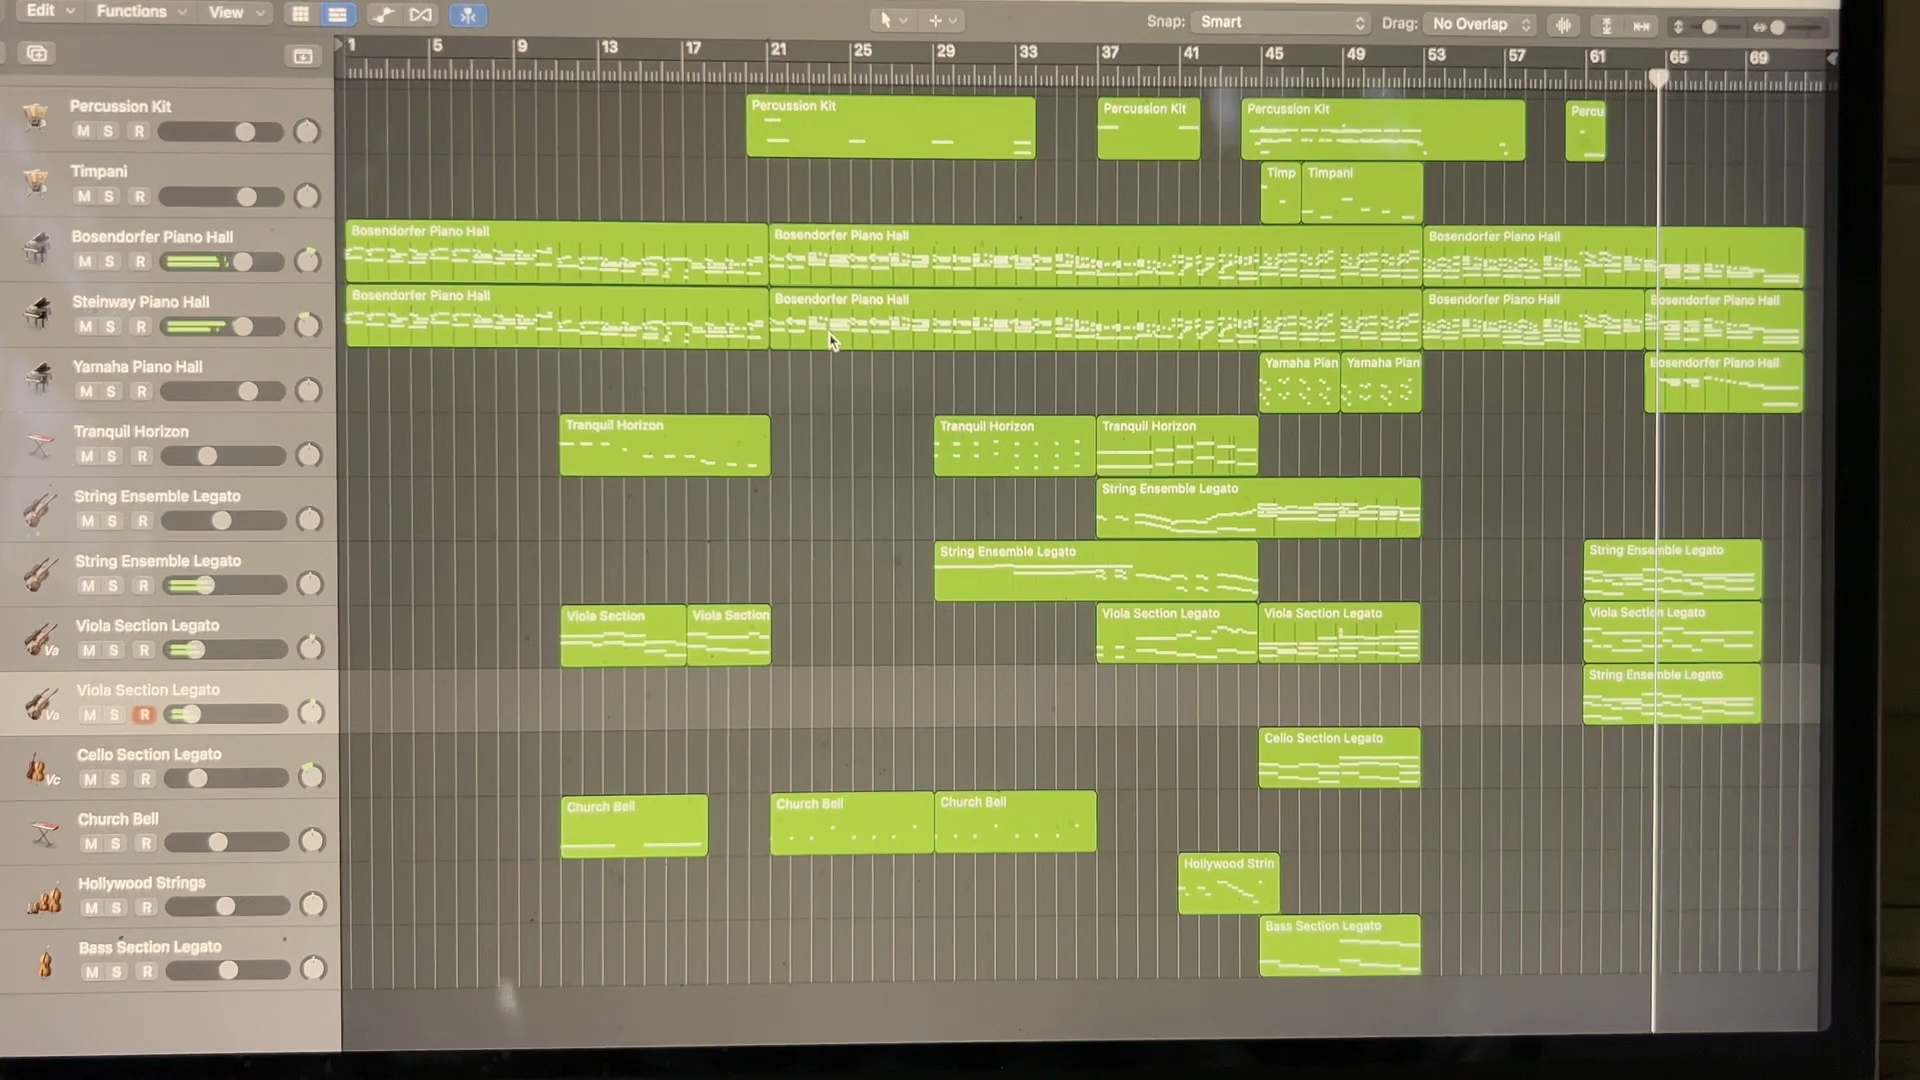 Edit Functions View Snap: Smart Drag: No Overlap
1 5 9 13 17 21 25 29 33 37 41 45 49 53 57 61 65 69
Percussion Kit
M S R
Percussion Kit Percussion Kit Percussion Kit Percu
Timpani
M S R
Timp Timpani
Bosendorfer Piano Hall
M S R
Bosendorfer Piano Hall Bosendorfer Piano Hall Bosendorfer Piano Hall
Steinway Piano Hall
M S R
Bosendorfer Piano Hall Bosendorfer Piano Hall Bosendorfer Piano Hall Bosendorfer Piano Hall
Yamaha Piano Hall
M S R
Yamaha Pian Yamaha Pian Bosendorfer Piano Hall
Tranquil Horizon
M S R
Tranquil Horizon Tranquil Horizon Tranquil Horizon
String Ensemble Legato
M S R
String Ensemble Legato
String Ensemble Legato
M S R
String Ensemble Legato String Ensemble Legato
Viola Section Legato
Va M S R
Viola Section Viola Section Viola Section Legato Viola Section Legato Viola Section Legato
Viola Section Legato
Va M S R
String Ensemble Legato
Cello Section Legato
Vc M S R
Cello Section Legato
Church Bell
M S R
Church Bell Church Bell Church Bell
Hollywood Strings
M S R
Hollywood Strin
Bass Section Legato
M S R
Bass Section Legato